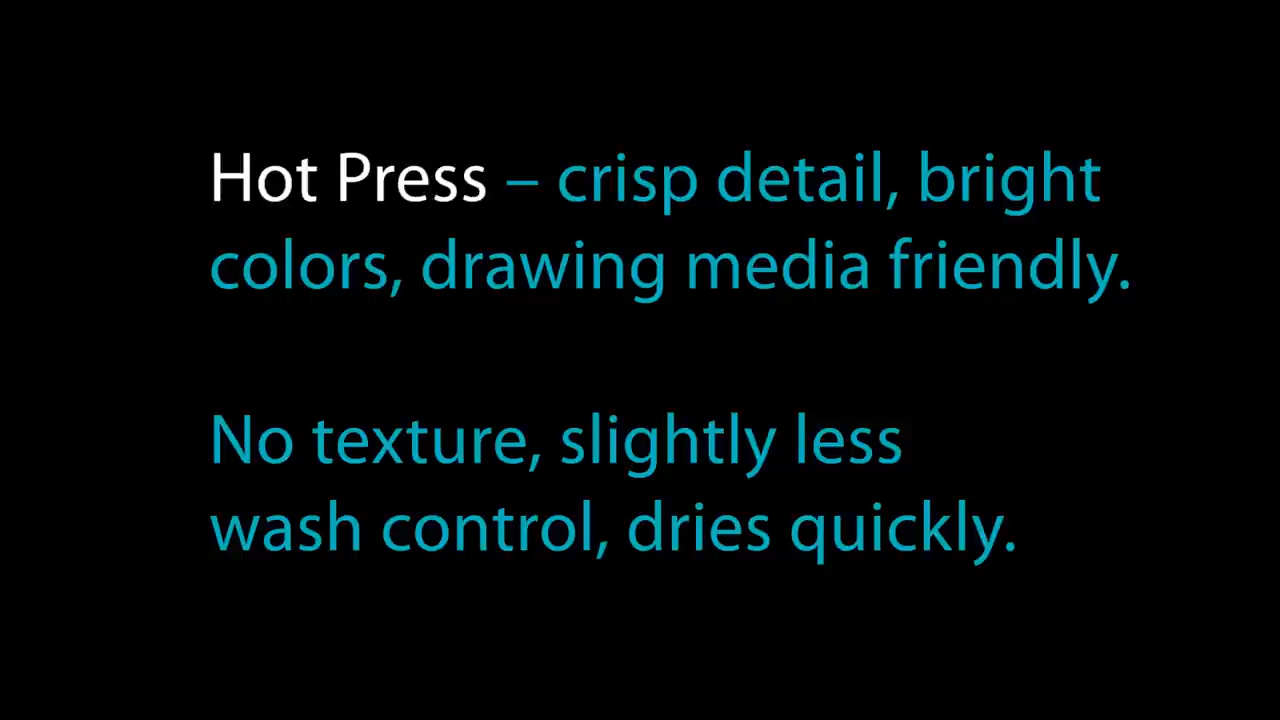 Hot Press – crisp detail, bright
colors, drawing media friendly.
No texture, slightly less
wash control, dries quickly.